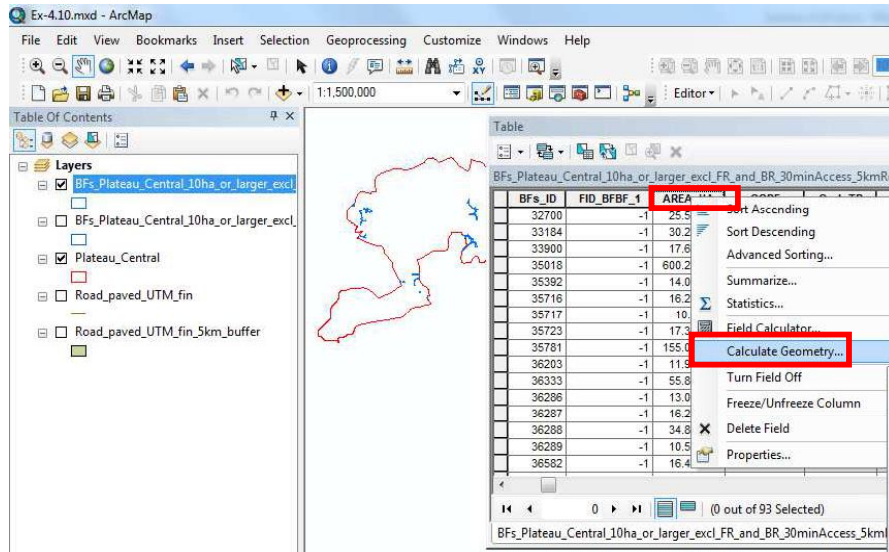 Ex-4.10.mxd - ArcMap
File Edit View Bookmarks Insert Selection Geoprocessing Customize Windows Help
1:1,500,000
Editor
Table Of Contents
Layers
BFs_Plateau_Central_10ha_or_larger_excl_
BFs_Plateau_Central_10ha_or_larger_excl_
Plateau_Central
Road_paved_UTM_fin
Road_paved_UTM_fin_5km_buffer
Table
BFs_Plateau_Central_10ha_or_larger_excl_FR_and_BR_30minAccess_5kmR
BFs_ID FID_BFBF_1 AREA
32700 -1 25.5
33184 -1 30.2
33900 -1 17.6
35018 -1 600.2
35392 -1 14.0
35716 -1 16.2
35717 -1 10.
35723 -1 17.3
35781 -1 155.0
36203 -1 11.9
36333 -1 55.8
36286 -1 13.0
36287 -1 16.2
36288 -1 34.8
36289 -1 10.5
36582 -1 16.4
Sort Ascending
Sort Descending
Advanced Sorting...
Summarize...
Σ Statistics...
Field Calculator...
Calculate Geometry...
Turn Field Off
Freeze/Unfreeze Column
Delete Field
Properties...
0 (0 out of 93 Selected)
BFs_Plateau_Central_10ha_or_larger_excl_FR_and_BR_30minAccess_5kml